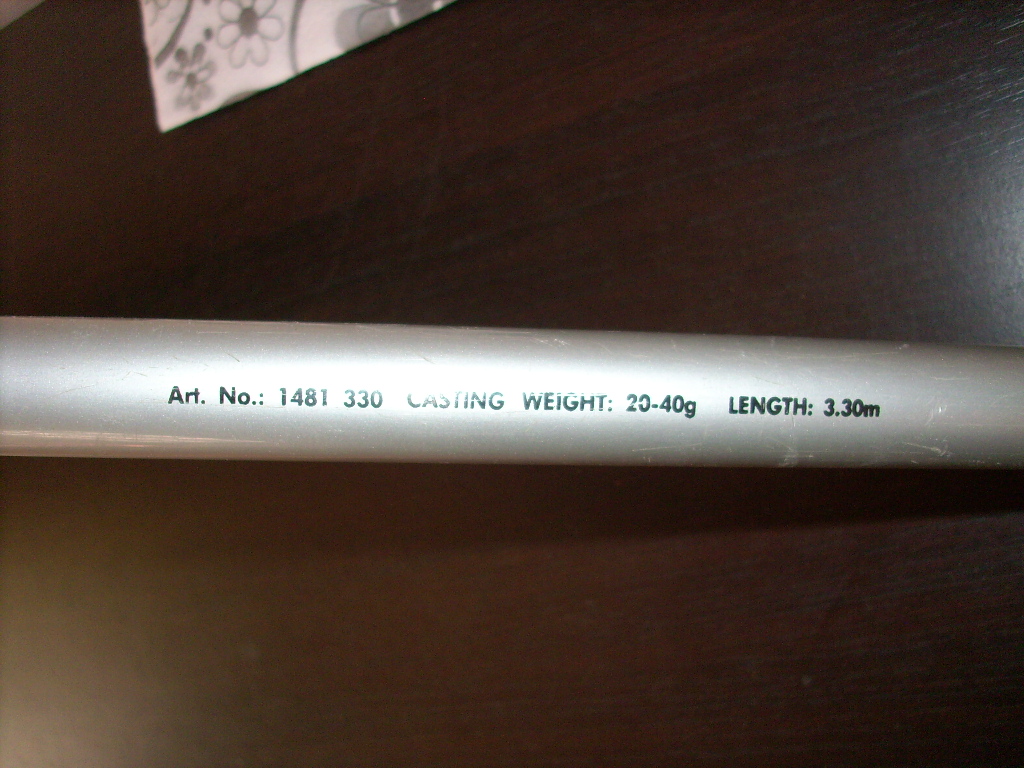 Art. No.: 1481 330 CASTING WEIGHT: 20-40g LENGTH: 3.30m